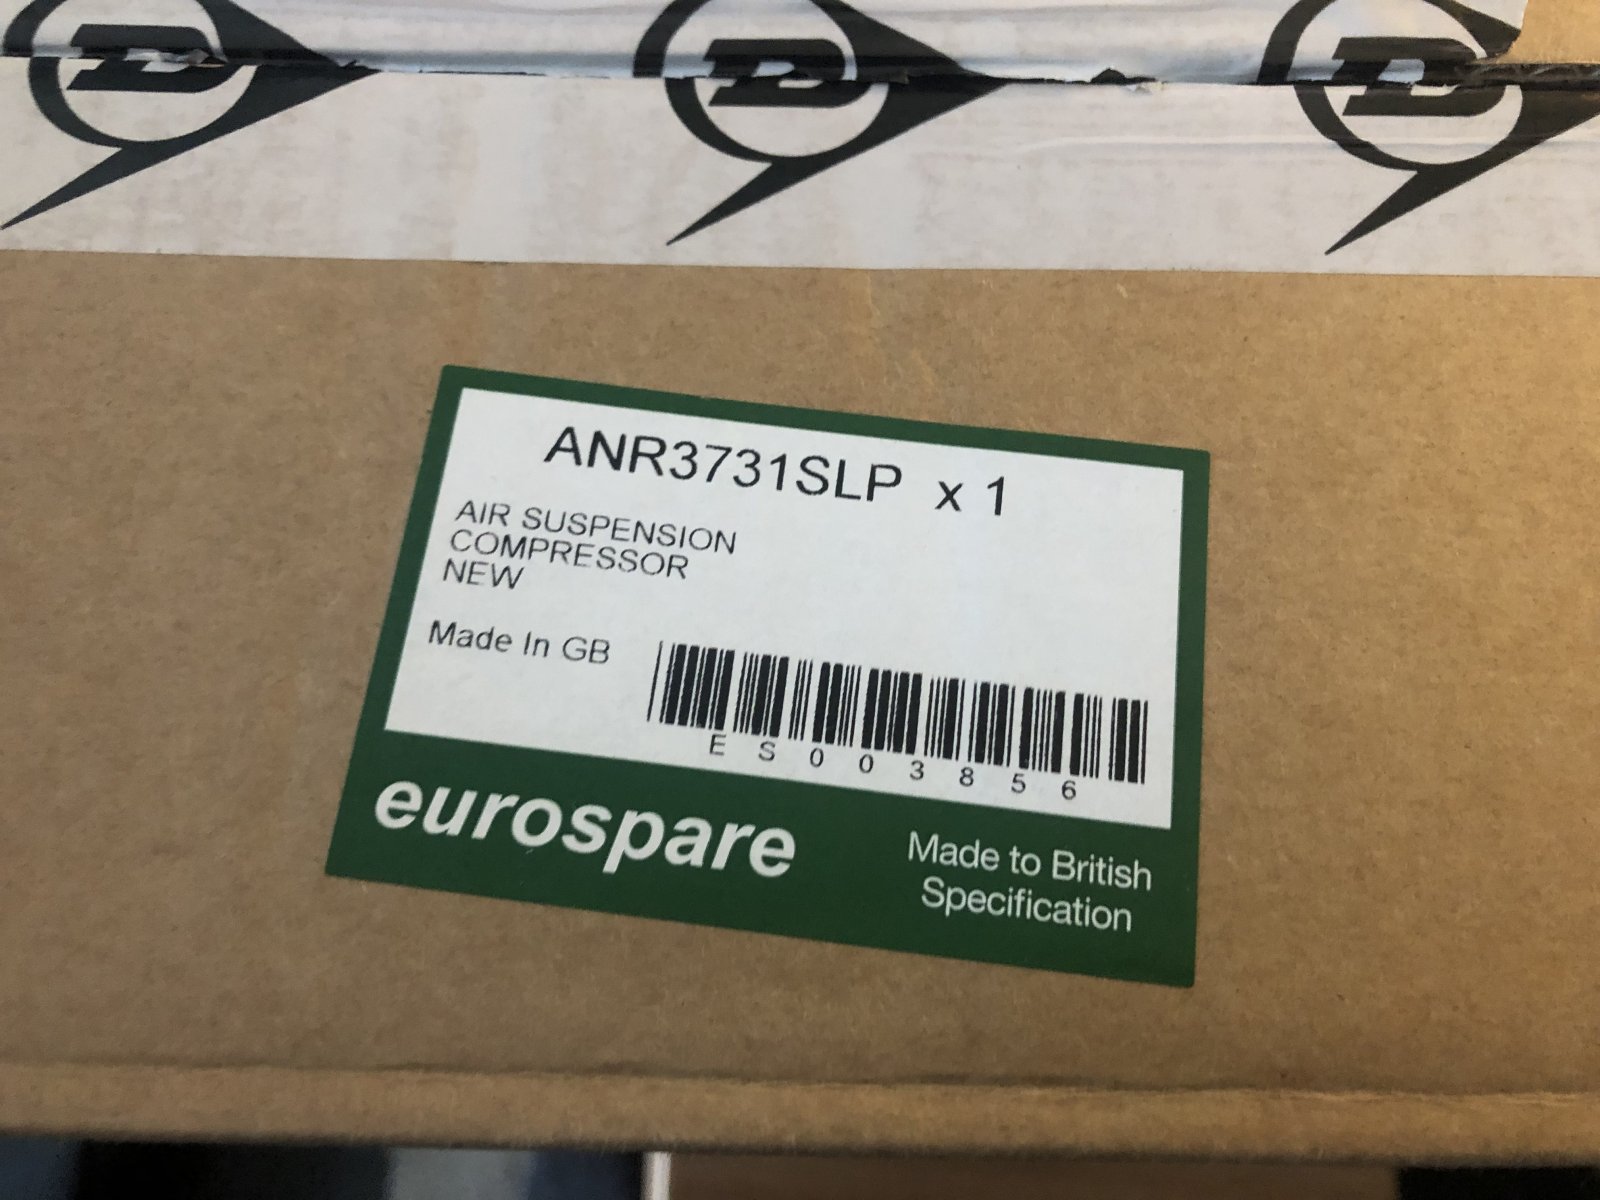 ANR3731SLP x 1
AIR SUSPENSION
COMPRESSOR
NEW
Made In GB
ES003856
eurospare
Made to British
Specification